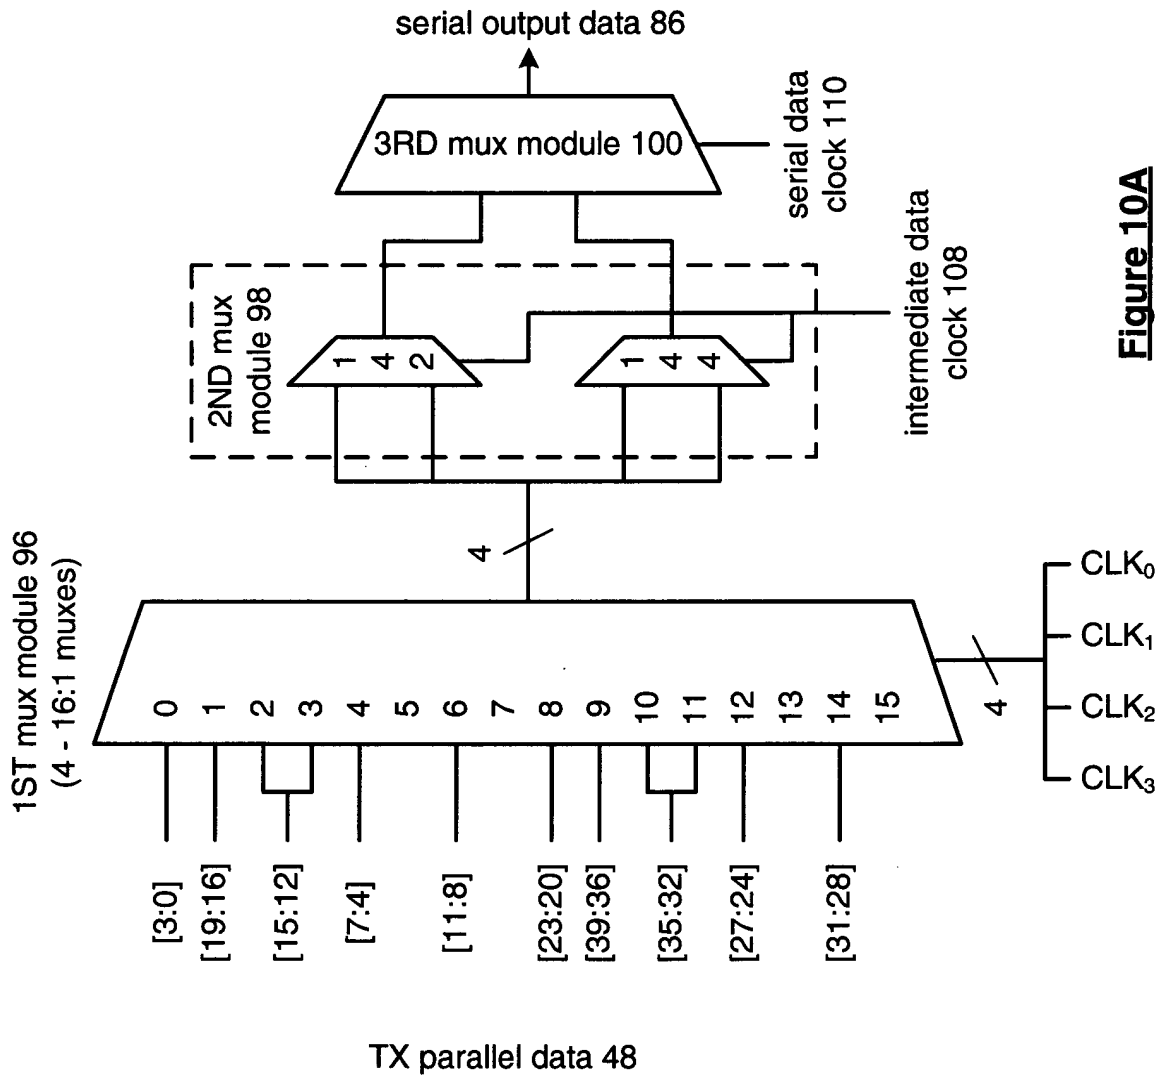 serial output data 86
3RD mux module 100
serial data
clock 110
2ND mux
module 98
1
4
2
1
4
4
intermediate data
clock 108
4
1ST mux module 96
(4 - 16:1 muxes)
0
1
2
3
4
5
6
7
8
9
10
11
12
13
14
15
4
CLK0
CLK1
CLK2
CLK3
[3:0]
[19:16]
[15:12]
[7:4]
[11:8]
[23:20]
[39:36]
[35:32]
[27:24]
[31:28]
TX parallel data 48
Figure 10A